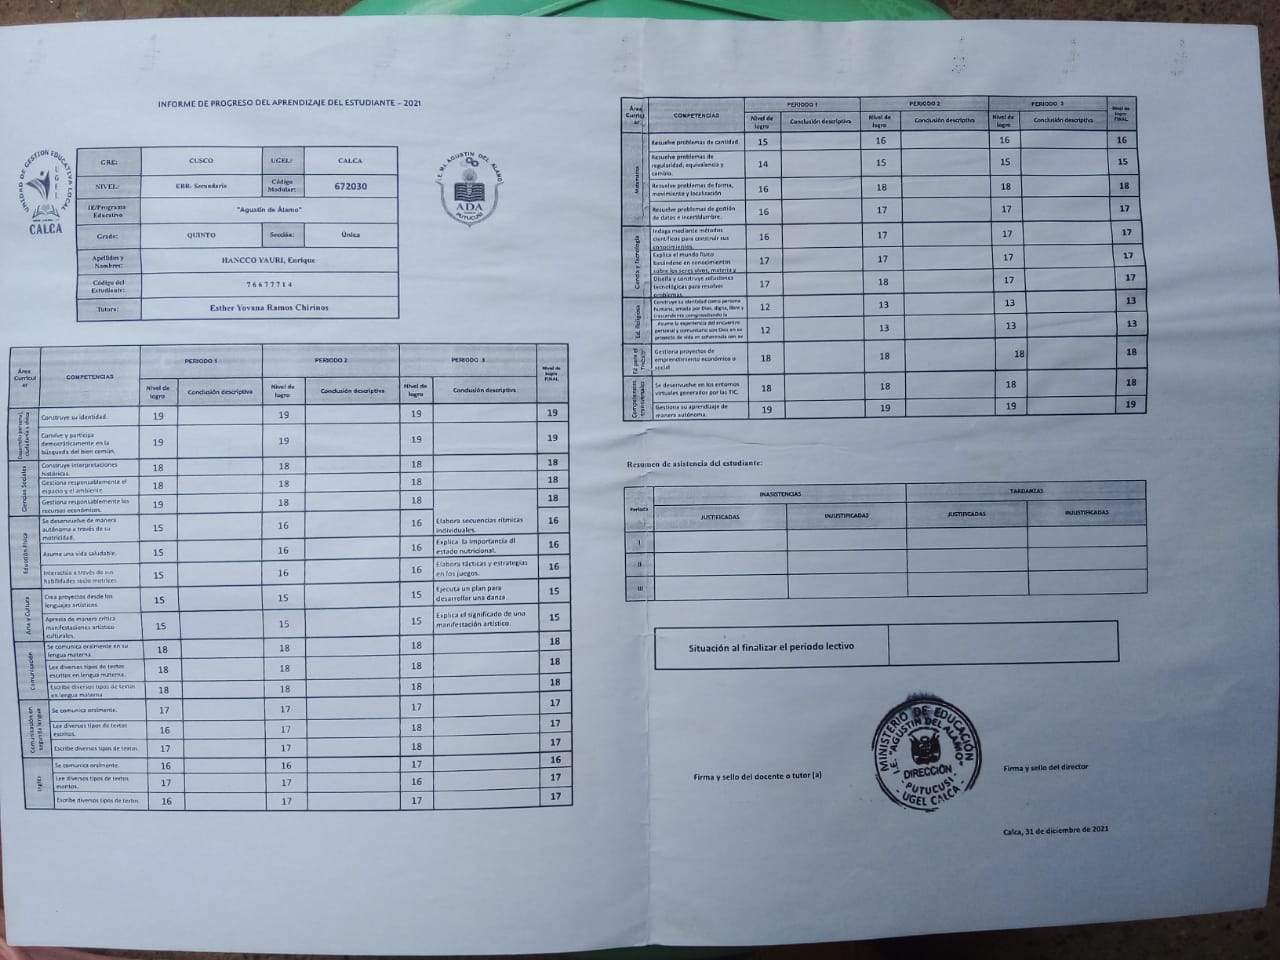 INFORME DE PROGRESO DEL APRENDIZAJE DEL ESTUDIANTE – 2021
UNIDAD DE GESTION EDUCATIVA LOCAL
UGEL
CALCA
GRE: CUSCO UGEL: CALCA
NIVEL: EBR- Secundaria Código Modular: 672030
IE/Programa Educativo "Agustín de Álamo"
Grado: QUINTO Sección: Única
Apellidos y Nombres: HANCCO YAURI, Enrique
Código del Estudiante: 76677714
Tutora: Esther Yovana Ramos Chirinos
I.E. Mx. AGUSTIN DEL ALAMO
ADA
PUTUCUSI
Área Curricular COMPETENCIAS PERIODO 1 PERIODO 2 PERIODO 3 Nivel de logro FINAL
Nivel de logro Conclusión descriptiva Nivel de logro Conclusión descriptiva Nivel de logro Conclusión descriptiva
Desarrollo personal, ciudadanía y cívica
Construye su identidad. 19 19 19 19
Convive y participa democráticamente en la búsqueda del bien común. 19 19 19 19
Ciencias Sociales
Construye interpretaciones históricas. 18 18 18 18
Gestiona responsablemente el espacio y el ambiente. 18 18 18 18
Gestiona responsablemente los recursos económicos. 19 18 18 18
Educación Física
Se desenvuelve de manera autónoma a través de su motricidad. 15 16 16 Elabora secuencias rítmicas individuales. 16
Asume una vida saludable. 15 16 16 Explica la importancia dl estado nutricional. 16
Interactúa a través de sus habilidades socio motrices. 15 16 16 Elabora tácticas y estrategias en los juegos. 16
Arte y Cultura
Crea proyectos desde los lenguajes artísticos. 15 15 15 Ejecuta un plan para desarrollar una danza. 15
Aprecia de manera crítica manifestaciones artístico culturales. 15 15 15 Explica el significado de una manifestación artístico. 15
Comunicación
Se comunica oralmente en su lengua materna. 18 18 18 18
Lee diversos tipos de textos escritos en lengua materna. 18 18 18 18
Escribe diversos tipos de textos en lengua materna 18 18 18 18
Comunicación en segunda lengua
Se comunica oralmente. 17 17 17 17
Lee diversos tipos de textos escritos. 16 17 18 17
Escribe diversos tipos de textos. 17 17 18 17
Inglés
Se comunica oralmente. 16 16 17 16
Lee diversos tipos de textos escritos. 17 17 16 17
Escribe diversos tipos de textos. 16 17 17 17
Área Curricular COMPETENCIAS PERIODO 1 PERIODO 2 PERIODO 3 Nivel de logro FINAL
Nivel de logro Conclusión descriptiva Nivel de logro Conclusión descriptiva Nivel de logro Conclusión descriptiva
Matemática
Resuelve problemas de cantidad. 15 16 16 16
Resuelve problemas de regularidad, equivalencia y cambio. 14 15 15 15
Resuelve problemas de forma, movimiento y localización 16 18 18 18
Resuelve problemas de gestión de datos e incertidumbre. 16 17 17 17
Ciencia y Tecnología
Indaga mediante métodos científicos para construir sus conocimientos. 16 17 17 17
Explica el mundo físico basándose en conocimientos sobre los seres vivos, materia y 17 17 17 17
Diseña y construye soluciones tecnológicas para resolver problemas. 17 18 17 17
Ed. Religiosa
Construye su identidad como persona humana, amada por Dios, digna, libre y trascendente comprendiendo la 12 13 13 13
Asume la experiencia del encuentro personal y comunitario con Dios en su proyecto de vida en coherencia con su 12 13 13 13
Ed para el Trabajo
Gestiona proyectos de emprendimiento económico o social 18 18 18 18
Competencias transversales
Se desenvuelve en los entornos virtuales generados por las TIC. 18 18 18 18
Gestiona su aprendizaje de manera autónoma. 19 19 19 19
Resumen de asistencia del estudiante:
Periodo INASISTENCIAS TARDANZAS
JUSTIFICADAS INJUSTIFICADAS JUSTIFICADAS INJUSTIFICADAS
I
II
III
Situación al finalizar el periodo lectivo
MINISTERIO DE EDUCACIÓN
I.E. "AGUSTIN DEL ALAMO"
DIRECCIÓN
- PUTUCUSI -
- UGEL CALCA -
Firma y sello del docente o tutor (a)
Firma y sello del director
Calca, 31 de diciembre de 2021